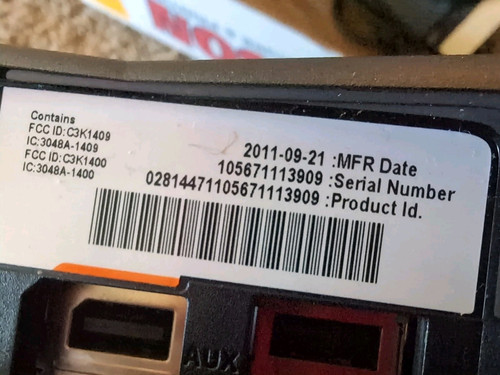 Contains
FCC ID:C3K1409
IC:3048A-1409
FCC ID:C3K1400
IC:3048A-1400
2011-09-21 :MFR Date
105671113909 :Serial Number
02814471105671113909 :Product Id.
AUX